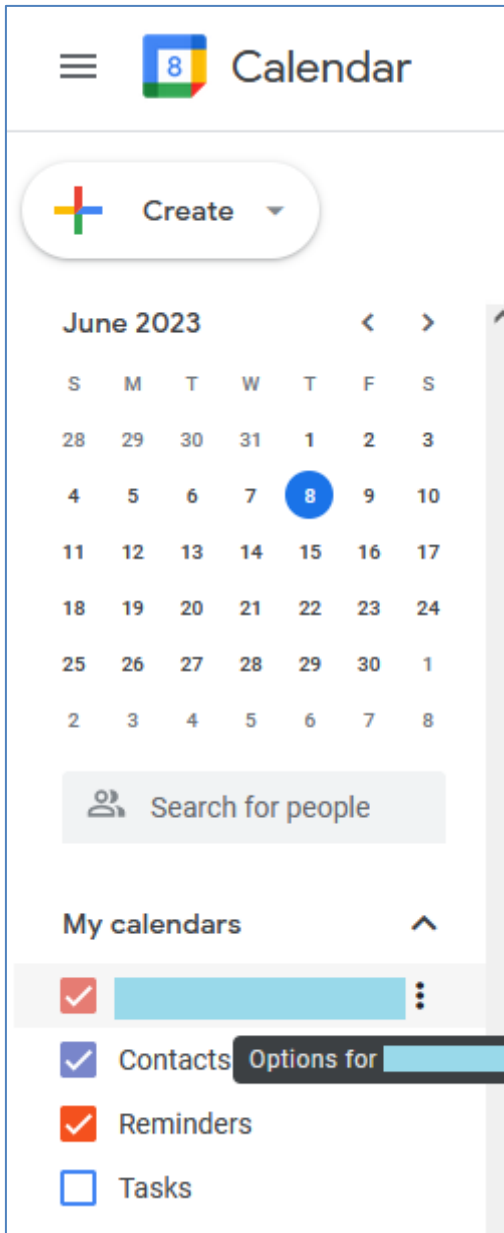 8 Calendar
Create
June 2023
S M T W T F S
28 29 30 31 1 2 3
4 5 6 7 8 9 10
11 12 13 14 15 16 17
18 19 20 21 22 23 24
25 26 27 28 29 30 1
2 3 4 5 6 7 8
Search for people
My calendars
Contacts
Options for
Reminders
Tasks